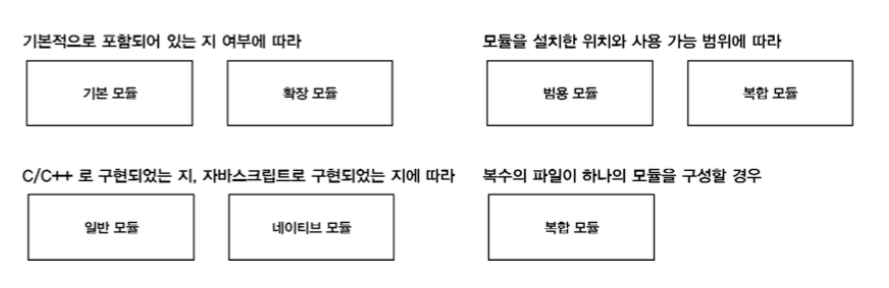 기본적으로 포함되어 있는 지 여부에 따라
기본 모듈
확장 모듈
모듈을 설치한 위치와 사용 가능 범위에 따라
범용 모듈
복합 모듈
C/C++ 로 구현되었는 지, 자바스크립트로 구현되었는 지에 따라
일반 모듈
네이티브 모듈
복수의 파일이 하나의 모듈을 구성할 경우
복합 모듈